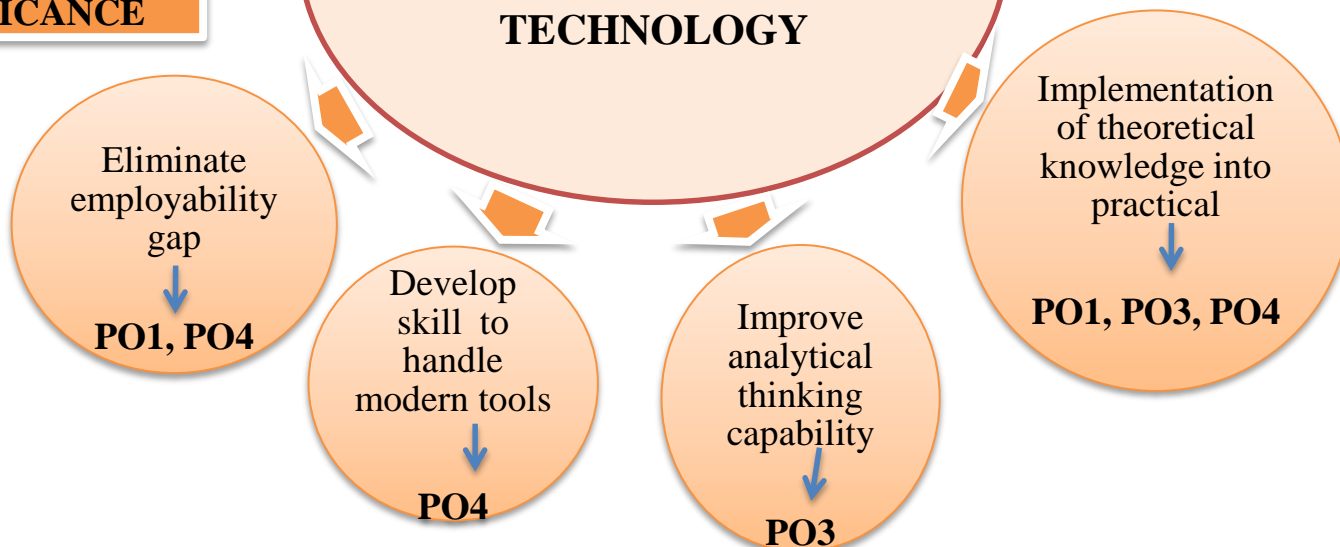 ICANCE
TECHNOLOGY
Eliminate
employability
gap
PO1, PO4
Develop
skill to
handle
modern tools
PO4
Improve
analytical
thinking
capability
PO3
Implementation
of theoretical
knowledge into
practical
PO1, PO3, PO4